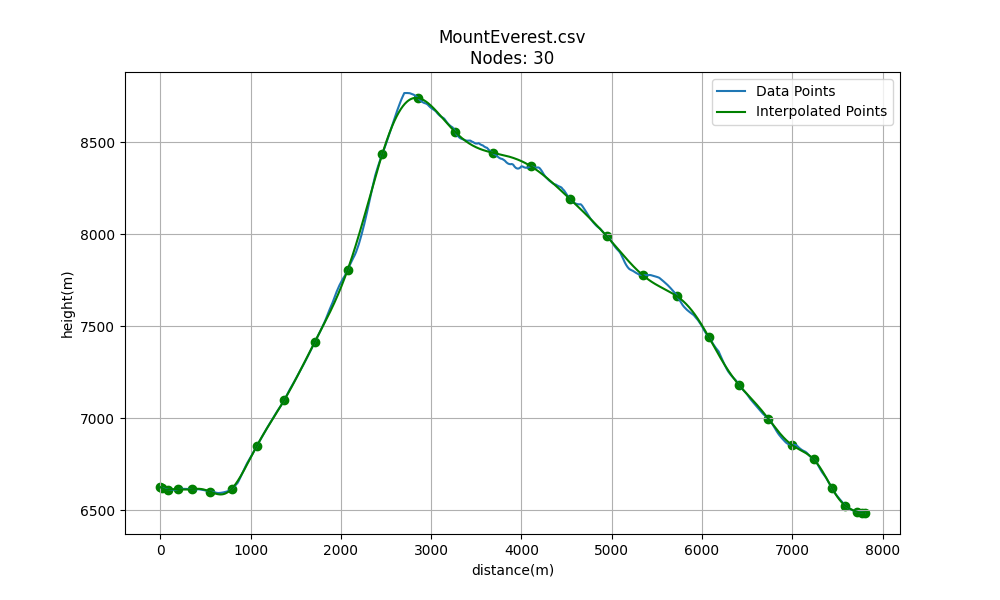 MountEverest.csv
Nodes: 30
Data Points
Interpolated Points
height(m)
8500
8000
7500
7000
6500
0 1000 2000 3000 4000 5000 6000 7000 8000
distance(m)